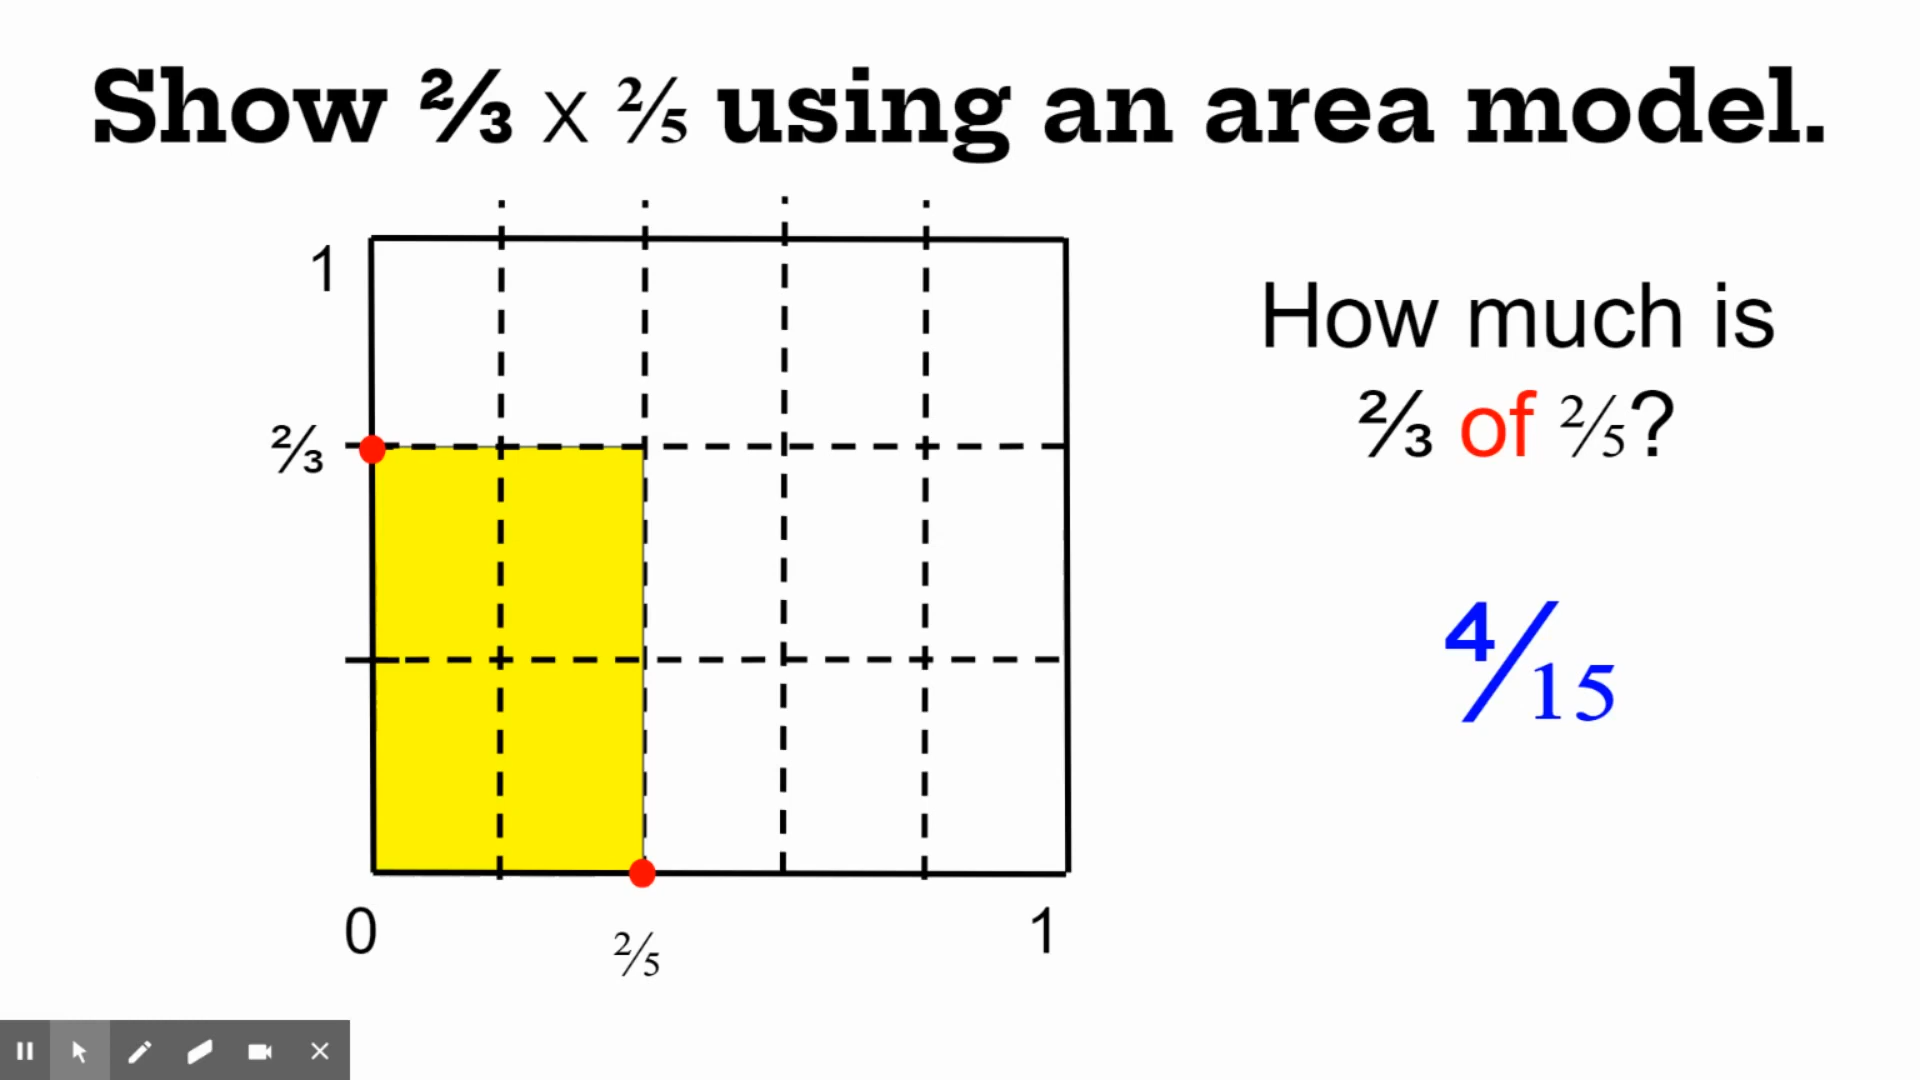 Show ⅔ x ⅖ using an area model.
1
How much is
⅔ of ⅖?
⅔
4/15
0
⅖
1